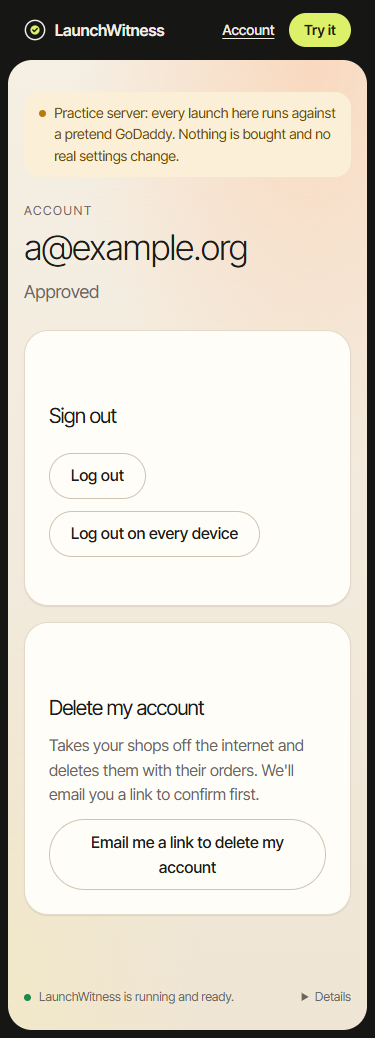 LaunchWitness
Account
Try it
Practice server: every launch here runs against
a pretend GoDaddy. Nothing is bought and no
real settings change.
ACCOUNT
a@example.org
Approved
Sign out
Log out
Log out on every device
Delete my account
Takes your shops off the internet and
deletes them with their orders. We'll
email you a link to confirm first.
Email me a link to delete my
account
LaunchWitness is running and ready.
Details